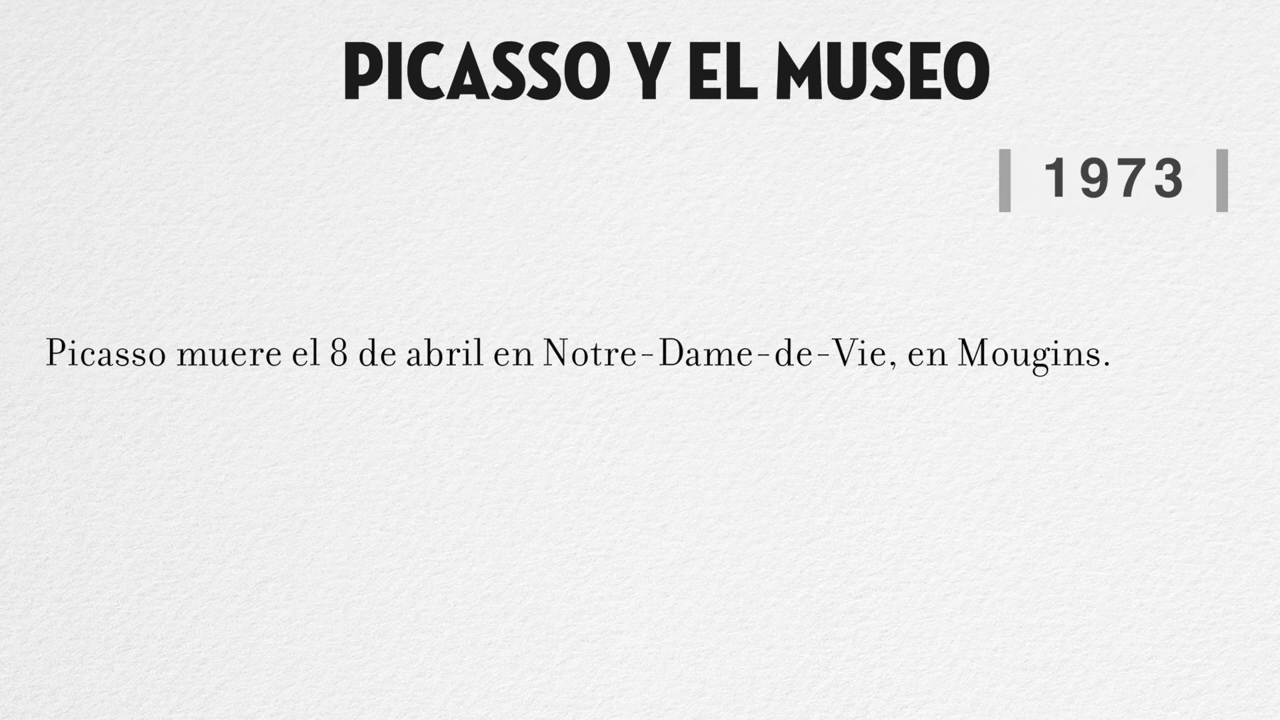 PICASSO Y EL MUSEO
1973
Picasso muere el 8 de abril en Notre-Dame-de-Vie, en Mougins.